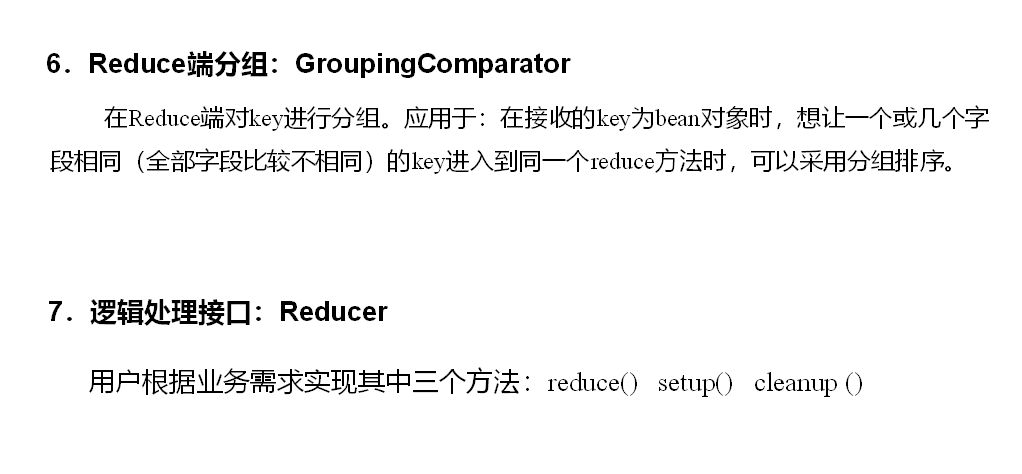 6．Reduce端分组：GroupingComparator
在Reduce端对key进行分组。应用于：在接收的key为bean对象时，想让一个或几个字
段相同（全部字段比较不相同）的key进入到同一个reduce方法时，可以采用分组排序。
7．逻辑处理接口：Reducer
用户根据业务需求实现其中三个方法：reduce()   setup()   cleanup ()